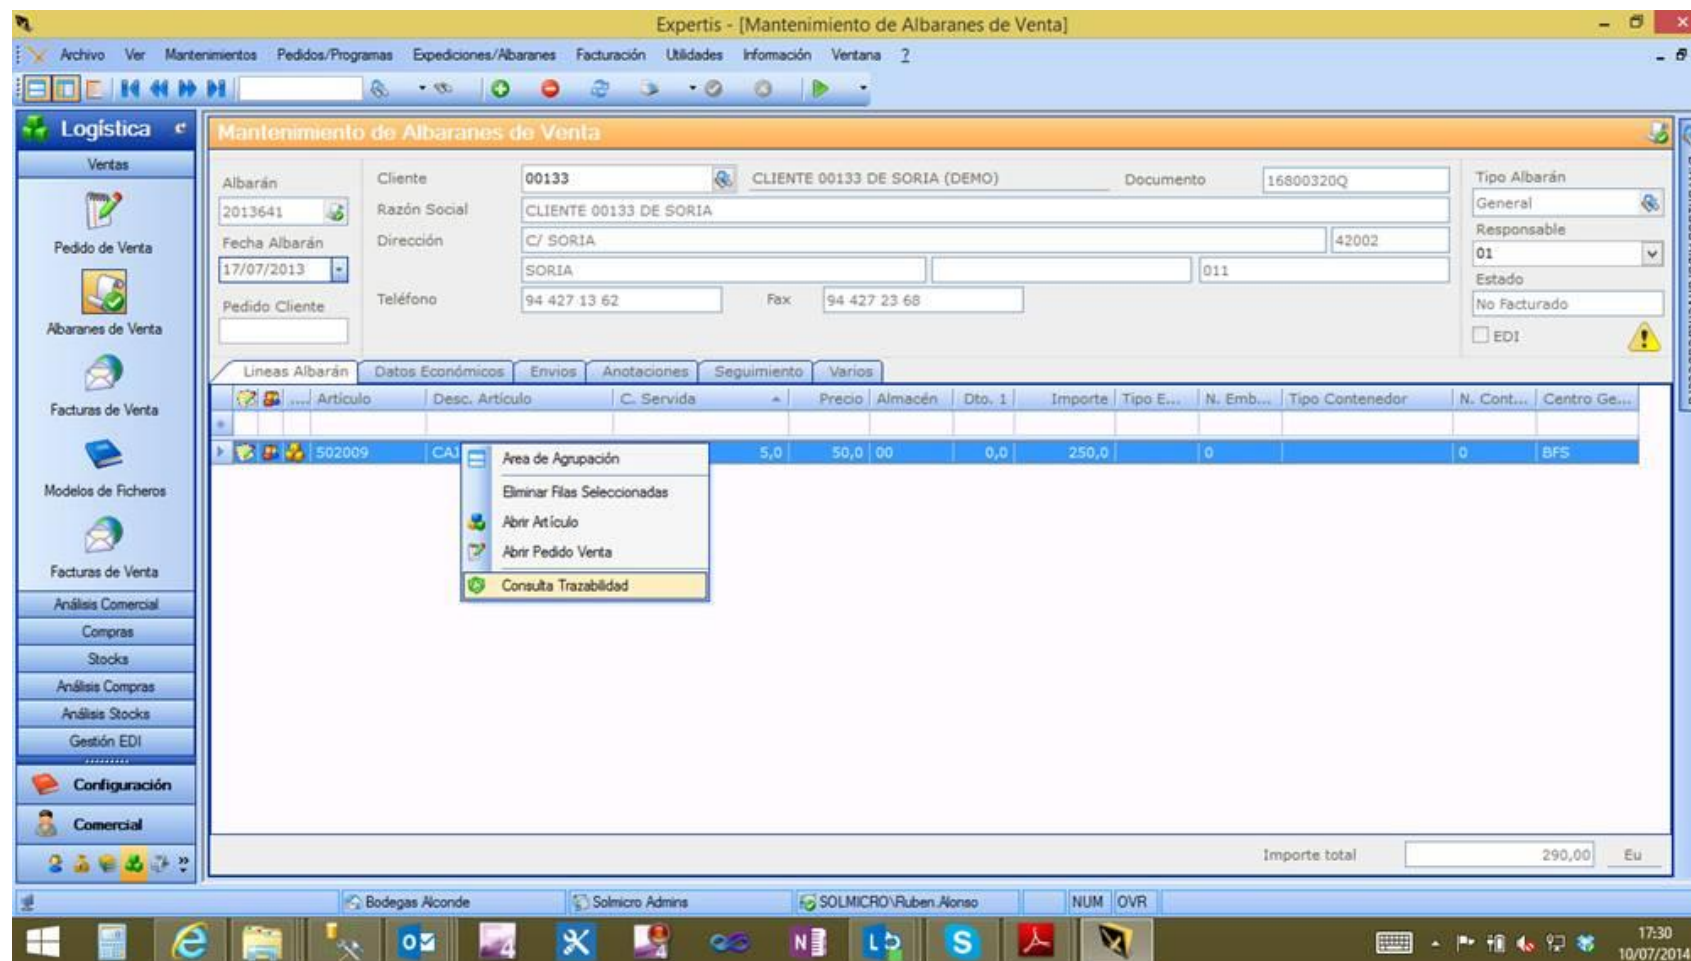 Expertis - [Mantenimiento de Albaranes de Venta]
Archivo Ver Mantenimientos Pedidos/Programas Expediciones/Albaranes Facturación Utilidades Información Ventana ?
Logística
Mantenimiento de Albaranes de Venta
Ventas
Pedido de Venta
Albaranes de Venta
Facturas de Venta
Modelos de Ficheros
Facturas de Venta
Análisis Comercial
Compras
Stocks
Análisis Compras
Análisis Stocks
Gestión EDI
Configuración
Comercial
Albarán
2013641
Fecha Albarán
17/07/2013
Pedido Cliente
Cliente 00133 CLIENTE 00133 DE SORIA (DEMO) Documento 16800320Q
Razón Social CLIENTE 00133 DE SORIA
Dirección C/ SORIA 42002
SORIA 011
Teléfono 94 427 13 62 Fax 94 427 23 68
Tipo Albarán
General
Responsable
01
Estado
No Facturado
EDI
Lineas Albarán Datos Económicos Envios Anotaciones Seguimiento Varios
.... Artículo Desc. Artículo C. Servida Precio Almacén Dto. 1 Importe Tipo E... N. Emb... Tipo Contenedor N. Cont... Centro Ge...
502009 5,0 50,0 00 0,0 250,0 0 0 BFS
Area de Agrupación
Eliminar Filas Seleccionadas
Abrir Artículo
Abrir Pedido Venta
Consulta Trazabilidad
Importe total 290,00 Eu
Bodegas Alconde Solmicro Admins SOLMICRO\Ruben.Alonso NUM OVR
17:30
10/07/2014